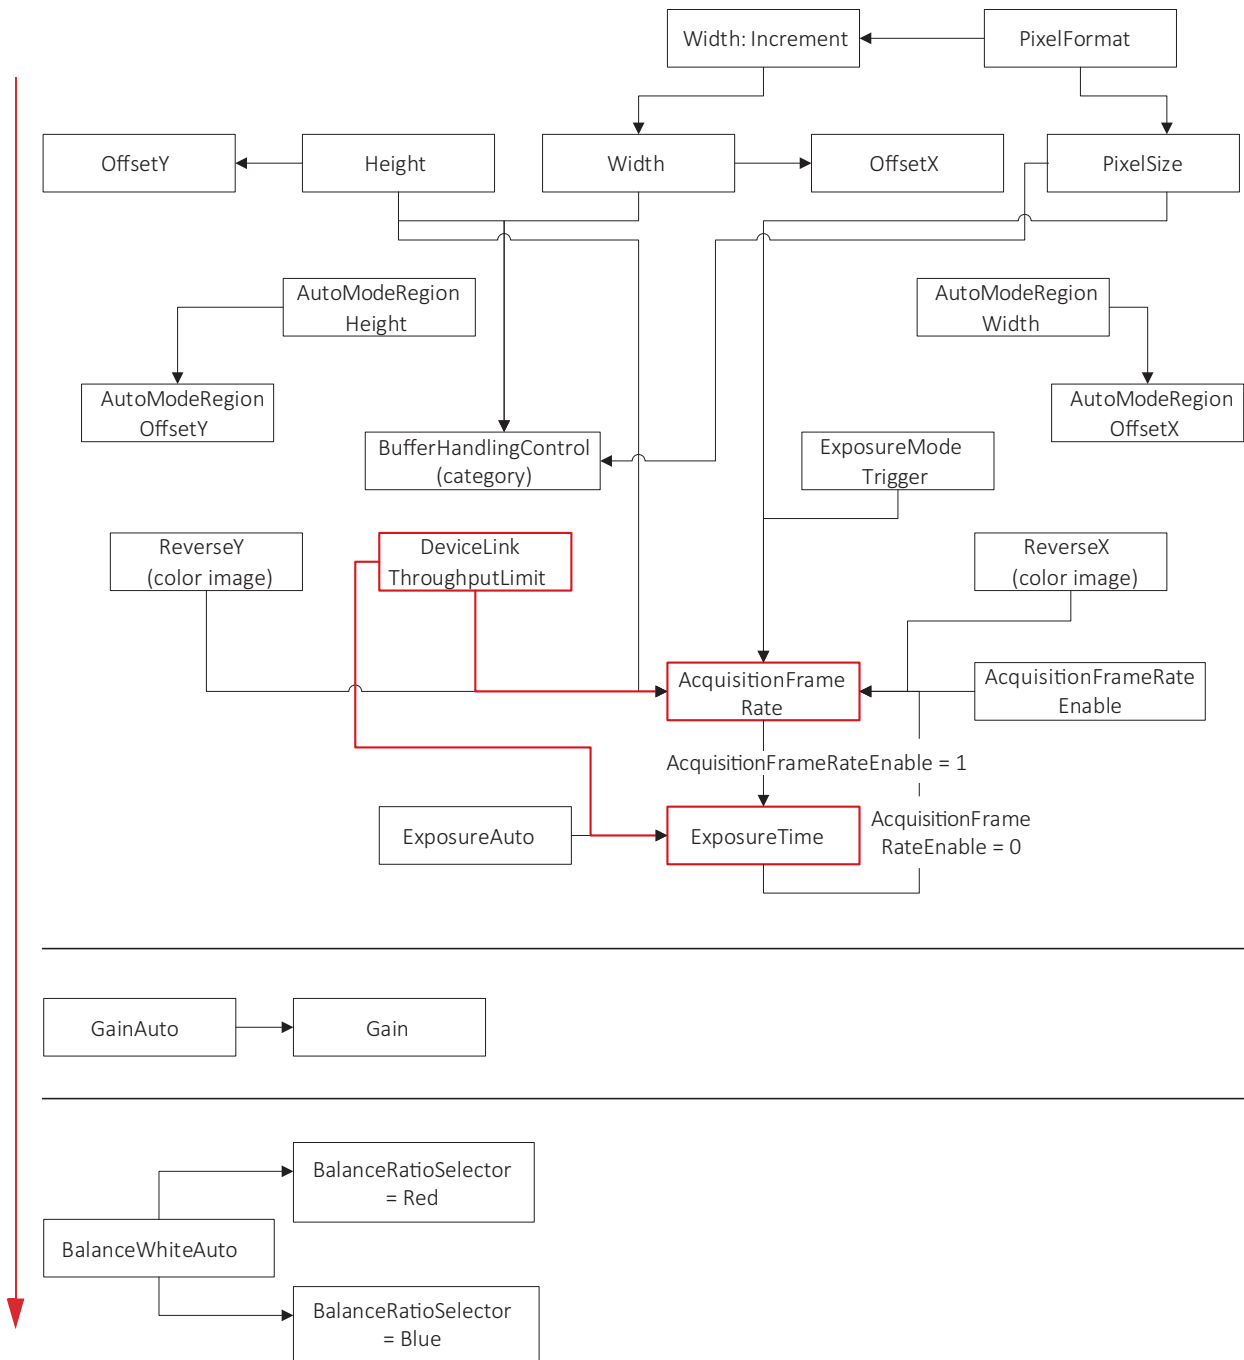 Width: Increment
PixelFormat
OffsetY
Height
Width
OffsetX
PixelSize
AutoModeRegion
Height
AutoModeRegion
Width
AutoModeRegion
OffsetY
AutoModeRegion
OffsetX
BufferHandlingControl
(category)
ExposureMode
Trigger
ReverseY
(color image)
DeviceLink
ThroughputLimit
ReverseX
(color image)
AcquisitionFrame
Rate
AcquisitionFrameRate
Enable
AcquisitionFrameRateEnable = 1
ExposureAuto
ExposureTime
AcquisitionFrame
RateEnable = 0
GainAuto
Gain
BalanceRatioSelector
= Red
BalanceWhiteAuto
BalanceRatioSelector
= Blue